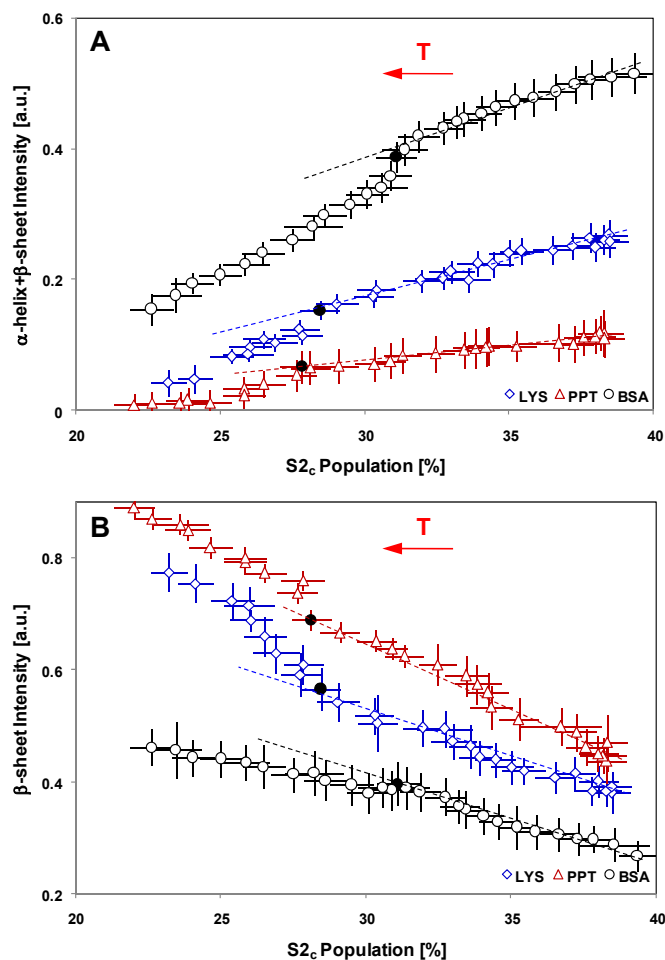 A
T
α-helix+β-sheet Intensity [a.u.]
0.6
0.4
0.2
0
20 25 30 35 40
LYS PPT BSA
S2c Population [%]
B
T
β-sheet Intensity [a.u.]
0.8
0.6
0.4
0.2
20 25 30 35 40
LYS PPT BSA
S2c Population [%]